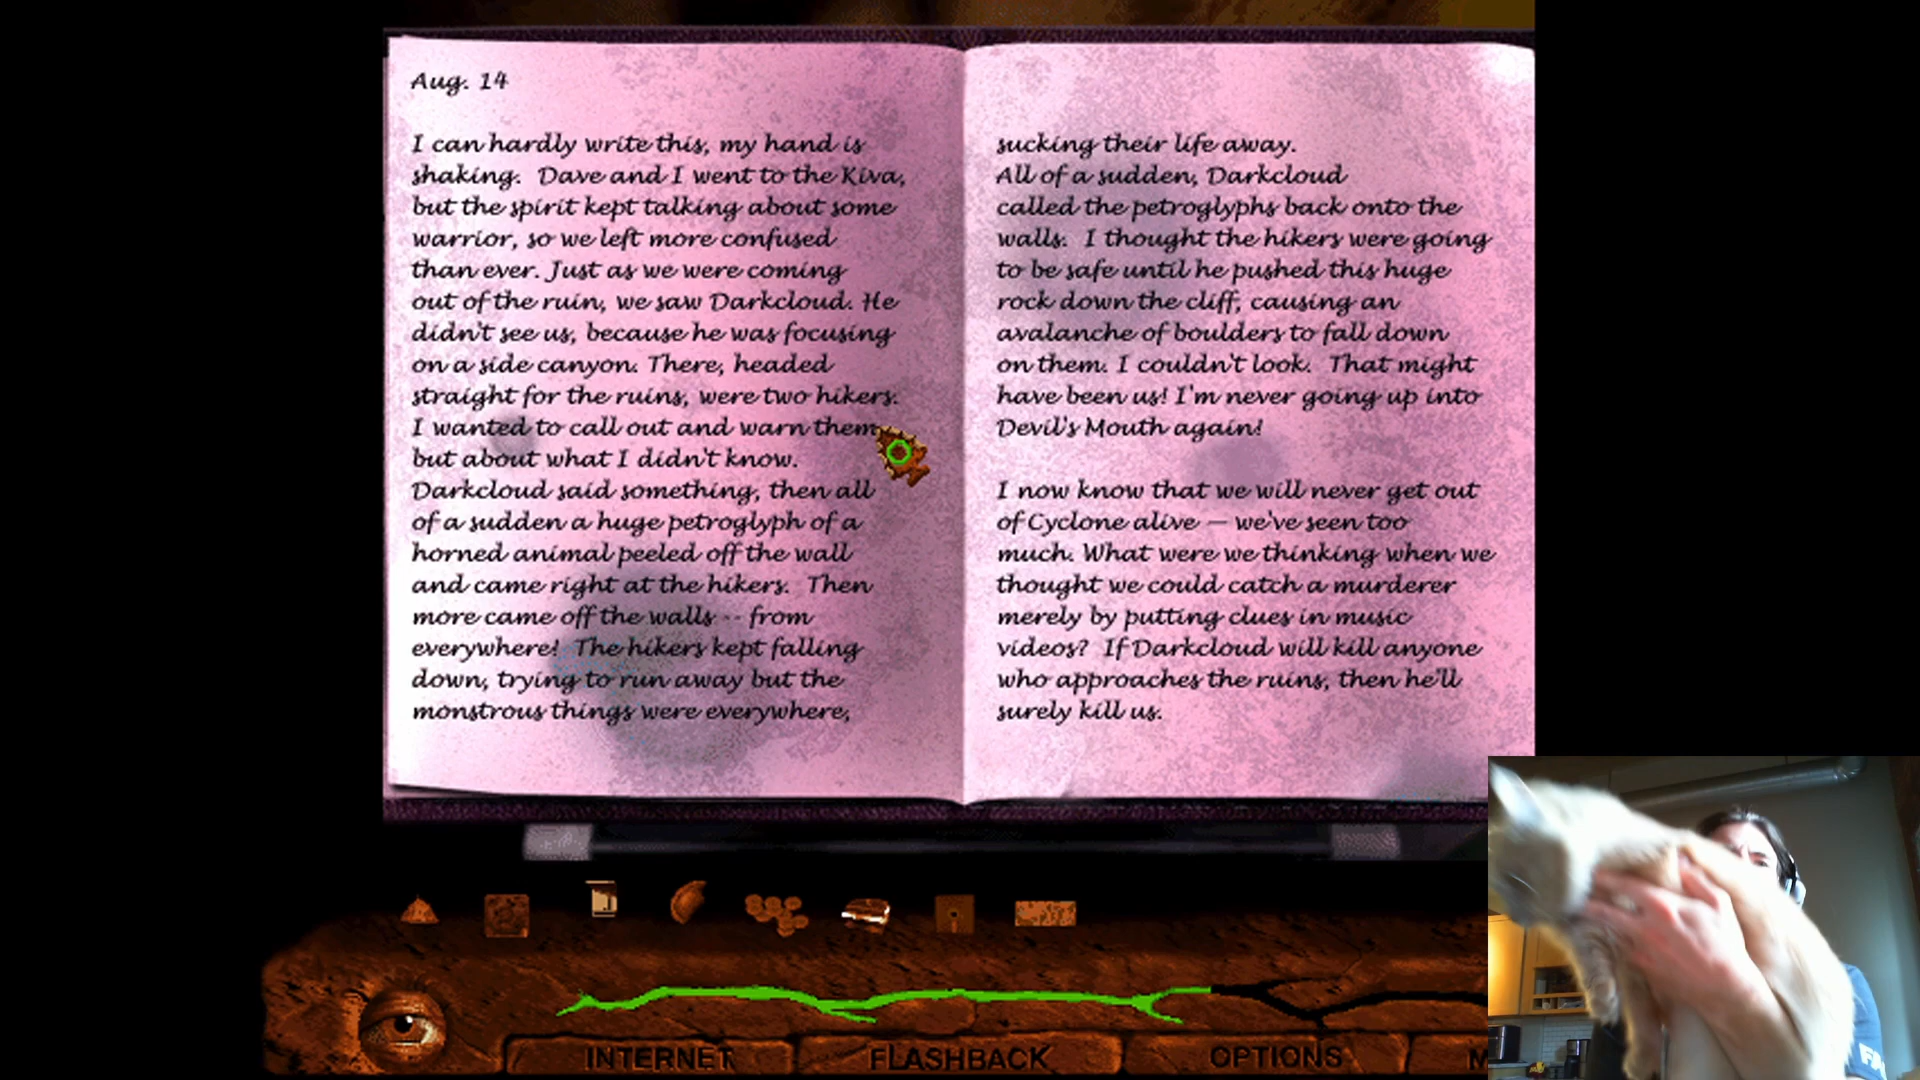 Aug. 14
I can hardly write this, my hand is
shaking. Dave and I went to the Kiva,
but the spirit kept talking about some
warrior, so we left more confused
than ever. Just as we were coming
out of the ruin, we saw Darkcloud. He
didn't see us, because he was focusing
on a side canyon. There, headed
straight for the ruins, were two hikers.
I wanted to call out and warn them
but about what I didn't know.
Darkcloud said something, then all
of a sudden a huge petroglyph of a
horned animal peeled off the wall
and came right at the hikers. Then
more came off the walls -- from
everywhere! The hikers kept falling
down, trying to run away but the
monstrous things were everywhere,
sucking their life away.
All of a sudden, Darkcloud
called the petroglyphs back onto the
walls. I thought the hikers were going
to be safe until he pushed this huge
rock down the cliff, causing an
avalanche of boulders to fall down
on them. I couldn't look. That might
have been us! I'm never going up into
Devil's Mouth again!
I now know that we will never get out
of Cyclone alive — we've seen too
much. What were we thinking when we
thought we could catch a murderer
merely by putting clues in music
videos? If Darkcloud will kill anyone
who approaches the ruins, then he'll
surely kill us.
INTERNET
FLASHBACK
OPTIONS